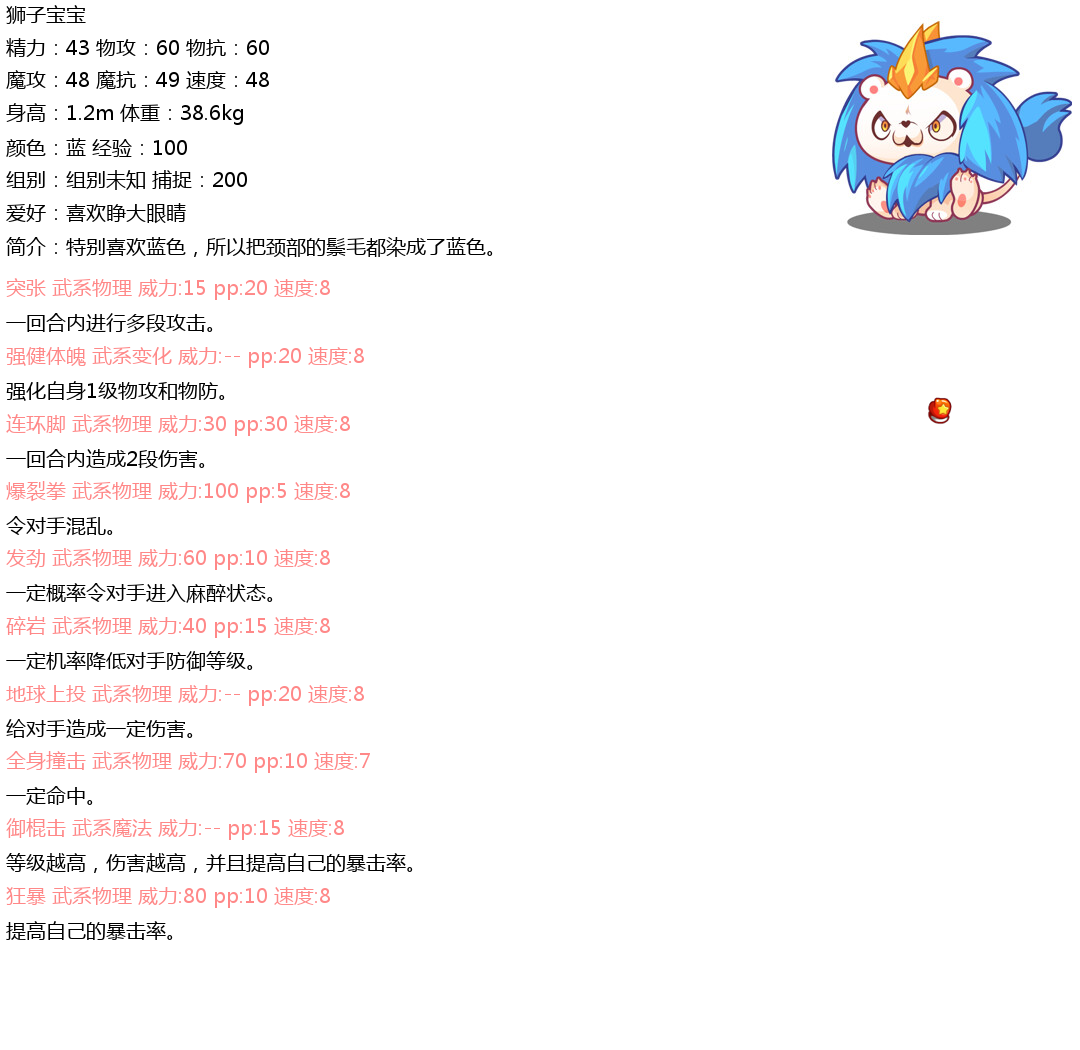 狮子宝宝
精力：43 物攻：60 物抗：60
魔攻：48 魔抗：49 速度：48
身高：1.2m 体重：38.6kg
颜色：蓝 经验：100
组别：组别未知 捕捉：200
爱好：喜欢睁大眼睛
简介：特别喜欢蓝色，所以把颈部的鬃毛都染成了蓝色。
突张 武系物理 威力:15 pp:20 速度:8
一回合内进行多段攻击。
强健体魄 武系变化 威力:-- pp:20 速度:8
强化自身1级物攻和物防。
连环脚 武系物理 威力:30 pp:30 速度:8
一回合内造成2段伤害。
爆裂拳 武系物理 威力:100 pp:5 速度:8
令对手混乱。
发劲 武系物理 威力:60 pp:10 速度:8
一定概率令对手进入麻醉状态。
碎岩 武系物理 威力:40 pp:15 速度:8
一定机率降低对手防御等级。
地球上投 武系物理 威力:-- pp:20 速度:8
给对手造成一定伤害。
全身撞击 武系物理 威力:70 pp:10 速度:7
一定命中。
御棍击 武系魔法 威力:-- pp:15 速度:8
等级越高，伤害越高，并且提高自己的暴击率。
狂暴 武系物理 威力:80 pp:10 速度:8
提高自己的暴击率。